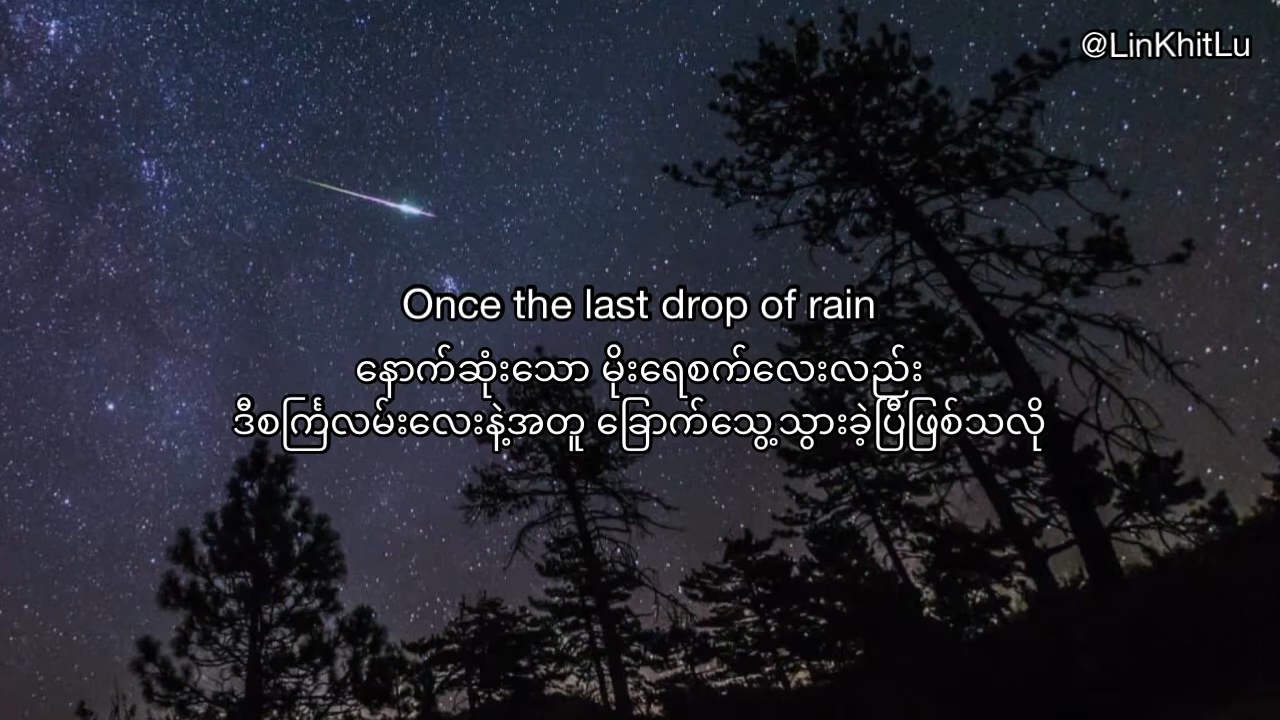 @LinKhitLu
Once the last drop of rain
နောက်ဆုံးသော မိုးရေစက်လေးလည်း
ဒီစင်္ကြံလမ်းလေးနဲ့အတူ ခြောက်သွေ့သွားခဲ့ပြီဖြစ်သလို